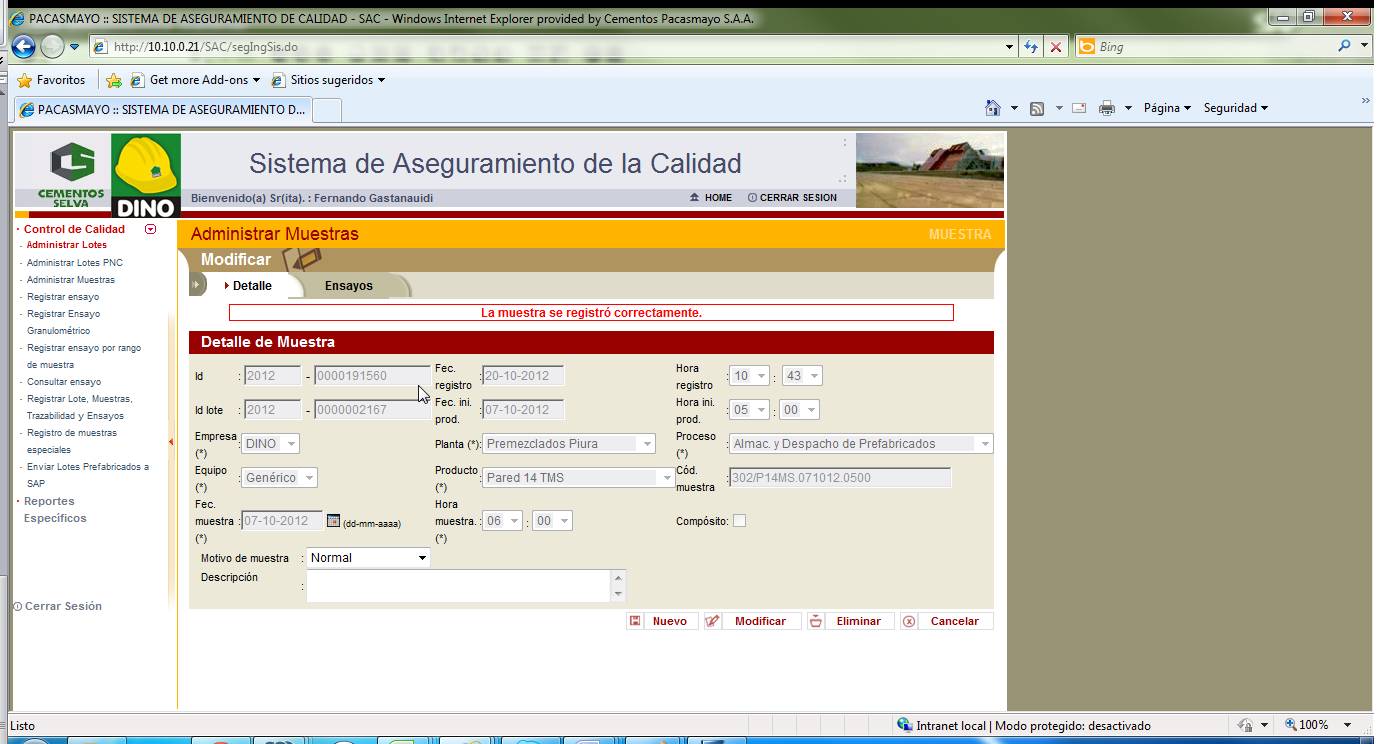 PACASMAYO :: SISTEMA DE ASEGURAMIENTO DE CALIDAD - SAC - Windows Internet Explorer provided by Cementos Pacasmayo S.A.A.
http://10.10.0.21/SAC/segIngSis.do
Bing
Favoritos
Get more Add-ons
Sitios sugeridos
PACASMAYO :: SISTEMA DE ASEGURAMIENTO D...
Página
Seguridad
CEMENTOS
SELVA
DINO
Sistema de Aseguramiento de la Calidad
Bienvenido(a) Sr(ita). : Fernando Gastanauidi
HOME
CERRAR SESION
Control de Calidad
- Administrar Lotes
- Administrar Lotes PNC
- Administrar Muestras
- Registrar ensayo
- Registrar Ensayo
Granulométrico
- Registrar ensayo por rango
de muestra
- Consultar ensayo
- Registrar Lote, Muestras,
Trazabilidad y Ensayos
- Registro de muestras
especiales
- Enviar Lotes Prefabricados a
SAP
Reportes
Específicos
Cerrar Sesión
Administrar Muestras
MUESTRA
Modificar
Detalle
Ensayos
La muestra se registró correctamente.
Detalle de Muestra
Id : 2012 - 0000191560
Fec. registro : 20-10-2012
Hora registro : 10 : 43
Id lote : 2012 - 0000002167
Fec. ini. prod. : 07-10-2012
Hora ini. prod. : 05 : 00
Empresa (*) : DINO
Planta (*): Premezclados Piura
Proceso (*) : Almac. y Despacho de Prefabricados
Equipo (*) : Genérico
Producto (*) : Pared 14 TMS
Cód. muestra : 302/P14MS.071012.0500
Fec. muestra (*) : 07-10-2012 (dd-mm-aaaa)
Hora muestra. (*) : 06 : 00
Compósito:
Motivo de muestra : Normal
Descripción :
Nuevo
Modificar
Eliminar
Cancelar
Listo
Intranet local | Modo protegido: desactivado
100%